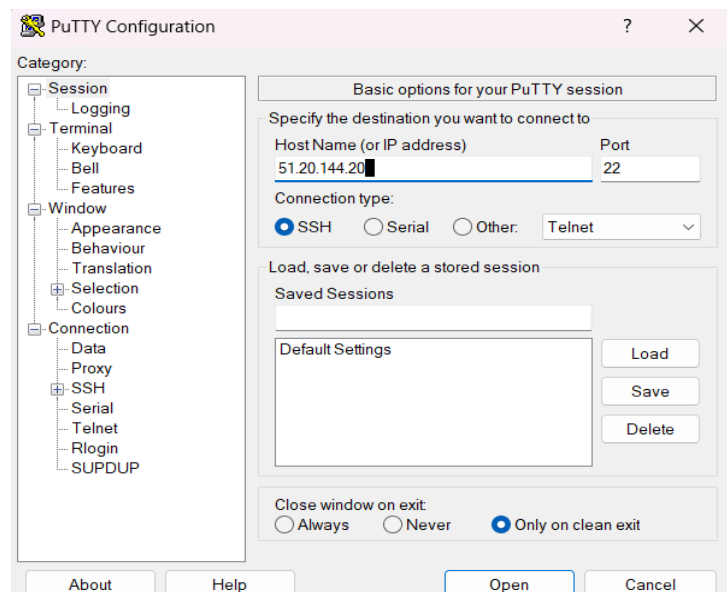 PuTTY Configuration ? ×
Category:
Session
Logging
Terminal
Keyboard
Bell
Features
Window
Appearance
Behaviour
Translation
Selection
Colours
Connection
Data
Proxy
SSH
Serial
Telnet
Rlogin
SUPDUP
Basic options for your PuTTY session
Specify the destination you want to connect to
Host Name (or IP address) Port
51.20.144.20 22
Connection type:
SSH Serial Other: Telnet
Load, save or delete a stored session
Saved Sessions
Default Settings
Load
Save
Delete
Close window on exit:
Always Never Only on clean exit
About Help Open Cancel